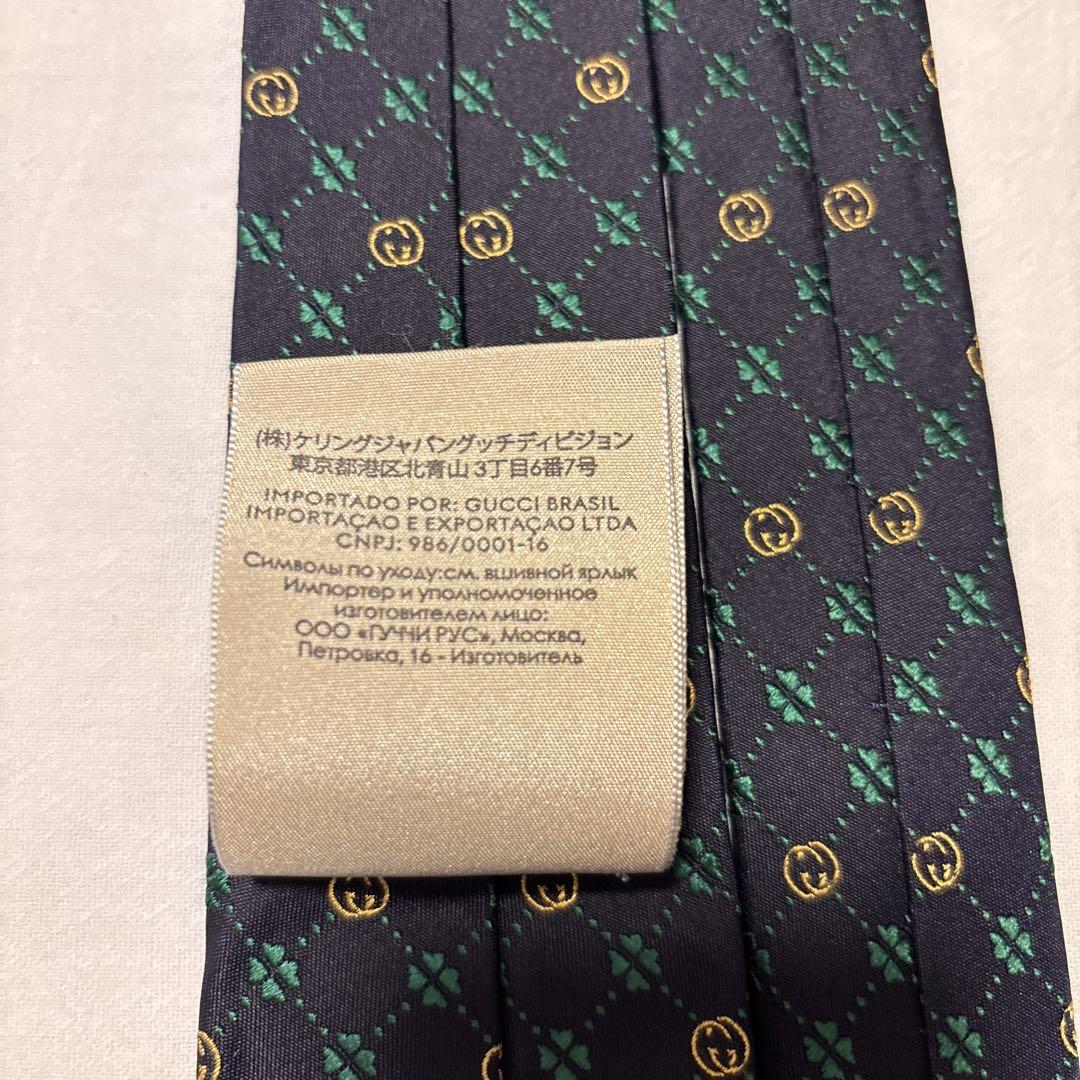 (株)ケリングジャパングッチディビジョン
東京都港区北青山3丁目6番7号
IMPORTADO POR: GUCCI BRASIL
IMPORTAÇAO E EXPORTAÇAO LTDA
CNPJ: 986/0001-16
Символы по уходу:см. вшивной ярлык
Импортер и уполномоченное
изготовителем лицо:
ООО «ГУЧЧИ РУС», Москва,
Петровка, 16 - Изготовитель